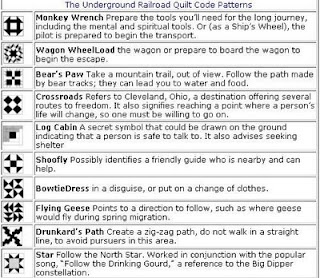 The Underground Railroad Quilt Code Patterns
Monkey Wrench Prepare the tools you'll need for the long journey,
including the mental and spiritual tools. Or (as a Ship's Wheel), the
pilot is prepared to begin the transport.
Wagon WheelLoad the wagon or prepare to board the wagon to
begin the escape.
Bear's Paw Take a mountain trail, out of view. Follow the path made
by bear tracks; they can lead you to water and food.
Crossroads Refers to Cleveland, Ohio, a destination offering several
routes to freedom. It also signifies reaching a point where a person's
life will change, so one must be willing to go on.
Log Cabin A secret symbol that could be drawn on the ground
indicating that a person is safe to talk to. It also advises seeking
shelter
Shoofly Possibly identifies a friendly guide who is nearby and can
help.
BowtieDress in a disguise, or put on a change of clothes.
Flying Geese Points to a direction to follow, such as where geese
would fly during spring migration.
Drunkard's Path Create a zig-zag path, do not walk in a straight
line, to avoid pursuers in this area.
Star Follow the North Star. Worked in conjunction with the popular
song, "Follow the Drinking Gourd," a reference to the Big Dipper
constellation.